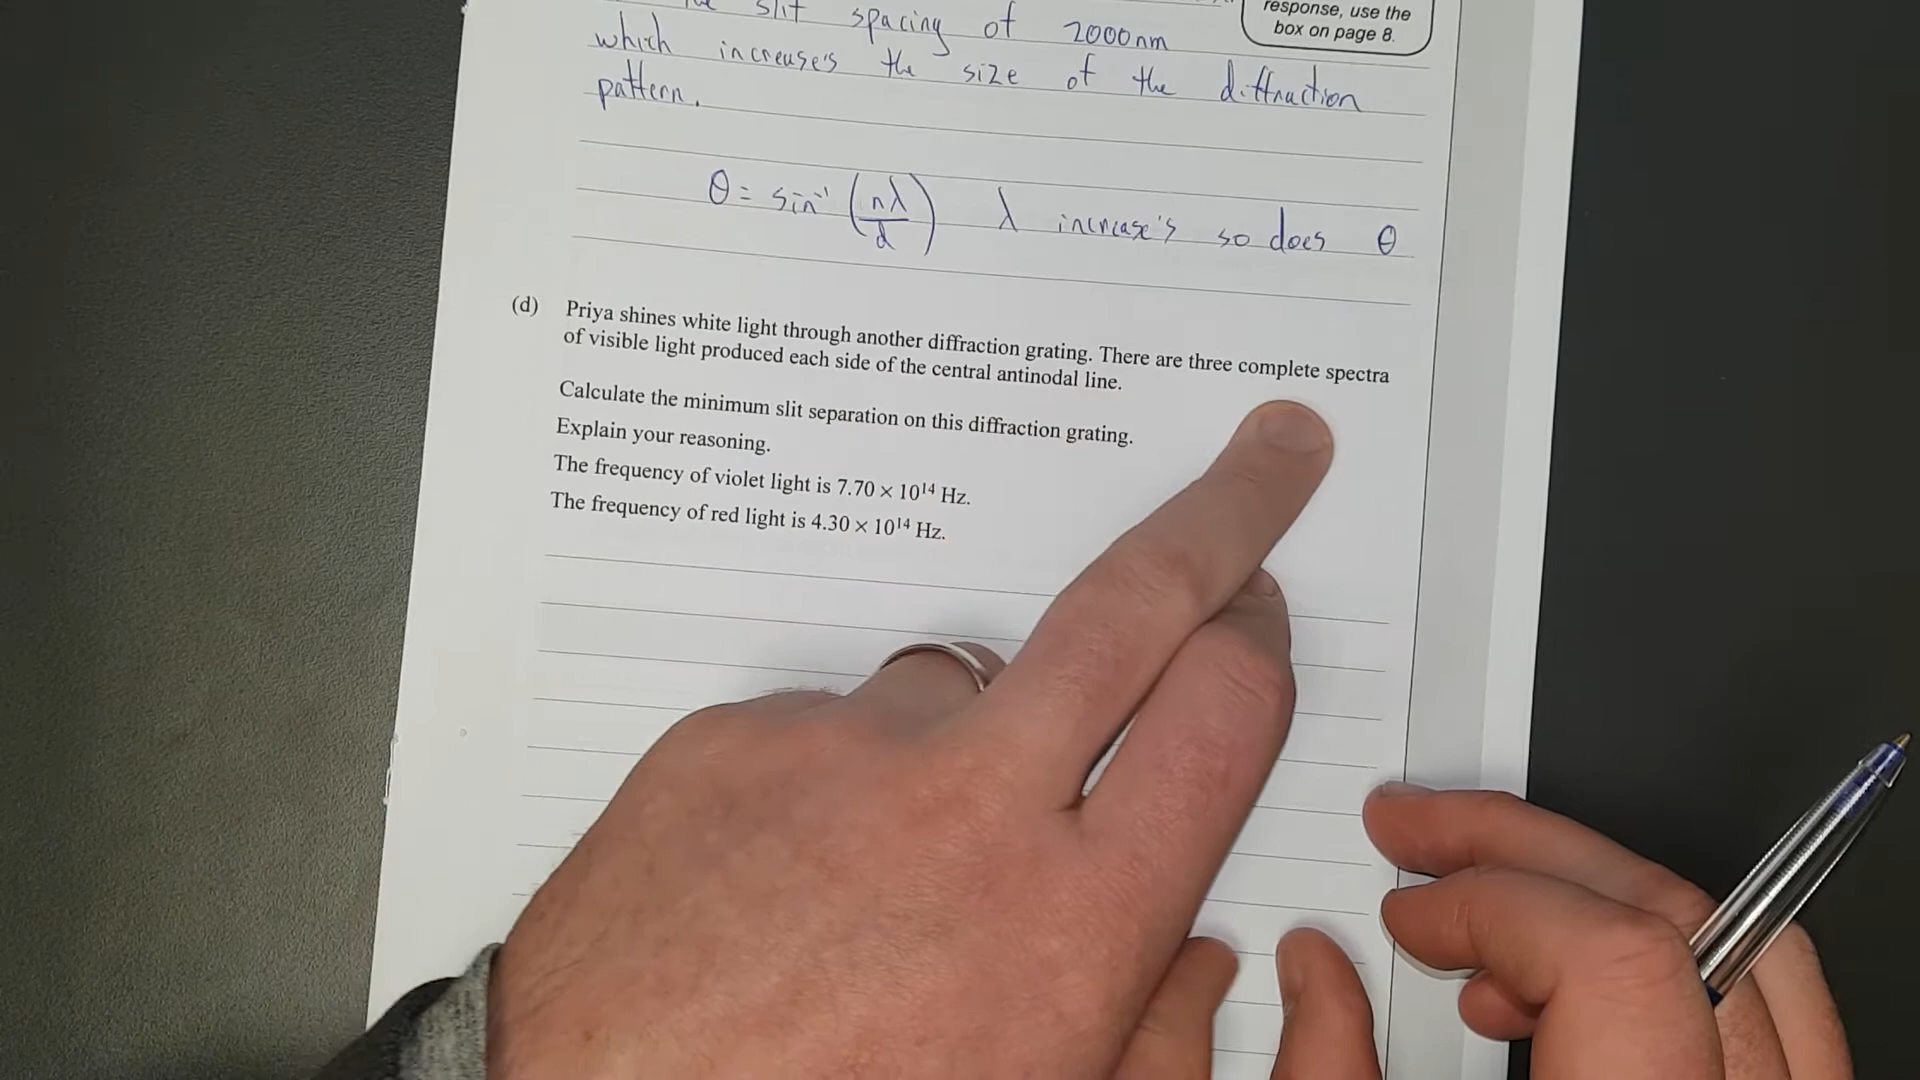 response, use the
box on page 8.
slit spacing of 2000nm
which increase's the size of the diffraction
pattern.
θ = sin⁻¹ (nλ/d) λ increase's so does θ
(d) Priya shines white light through another diffraction grating. There are three complete spectra
of visible light produced each side of the central antinodal line.
Calculate the minimum slit separation on this diffraction grating.
Explain your reasoning.
The frequency of violet light is 7.70 × 10¹⁴ Hz.
The frequency of red light is 4.30 × 10¹⁴ Hz.